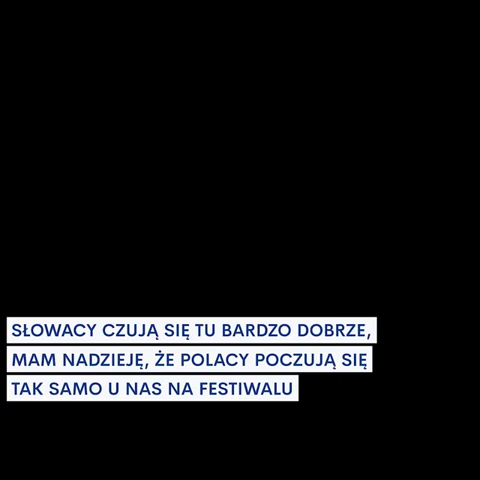 SŁOWACY CZUJĄ SIĘ TU BARDZO DOBRZE,
MAM NADZIEJĘ, ŻE POLACY POCZUJĄ SIĘ
TAK SAMO U NAS NA FESTIWALU